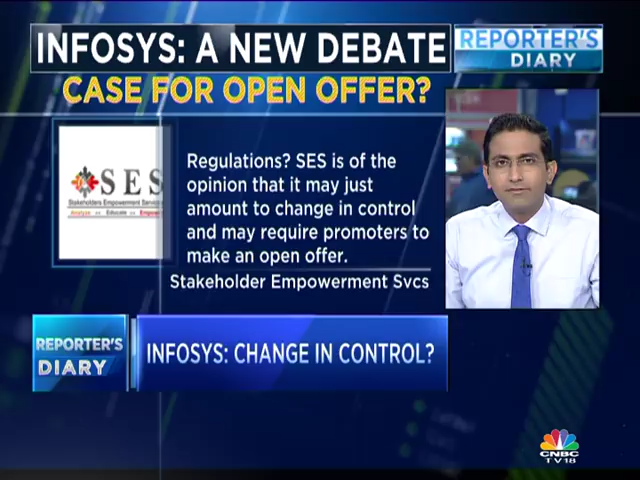 INFOSYS: A NEW DEBATE
REPORTER'S
DIARY
CASE FOR OPEN OFFER?
SES
Stakeholders Empowerment
Analyze Educate
Regulations? SES is of the
opinion that it may just
amount to change in control
and may require promoters to
make an open offer.
Stakeholder Empowerment Svcs
REPORTER'S
DIARY
INFOSYS: CHANGE IN CONTROL?
CNBC
TV18